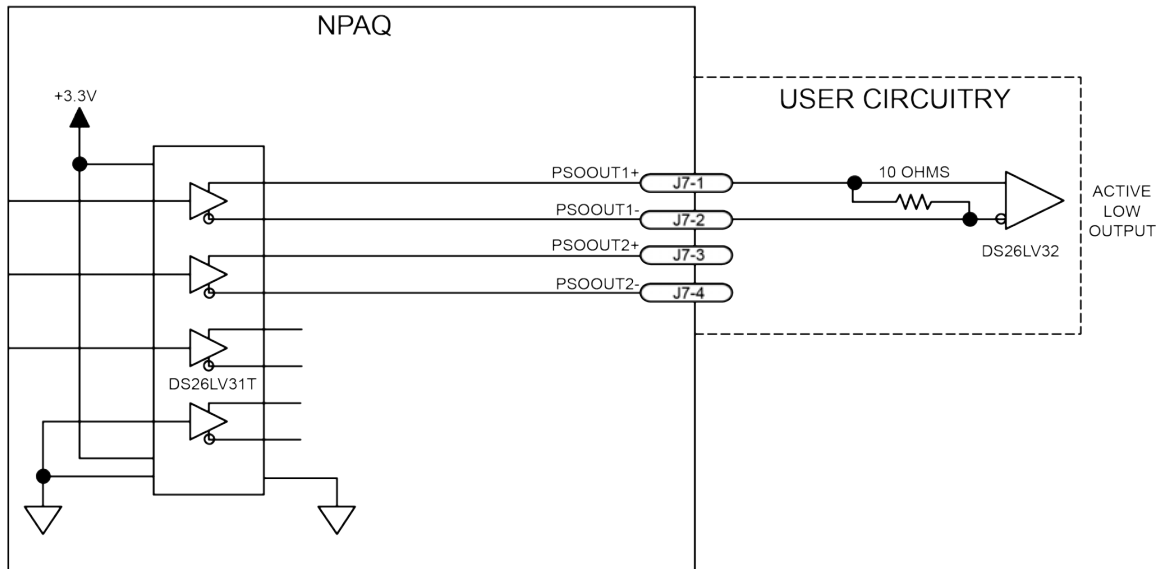 NPAQ
USER CIRCUITRY
+3.3V
PSOOUT1+
J7-1
10 OHMS
PSOOUT1-
J7-2
ACTIVE
LOW
OUTPUT
PSOOUT2+
J7-3
DS26LV32
PSOOUT2-
J7-4
DS26LV31T